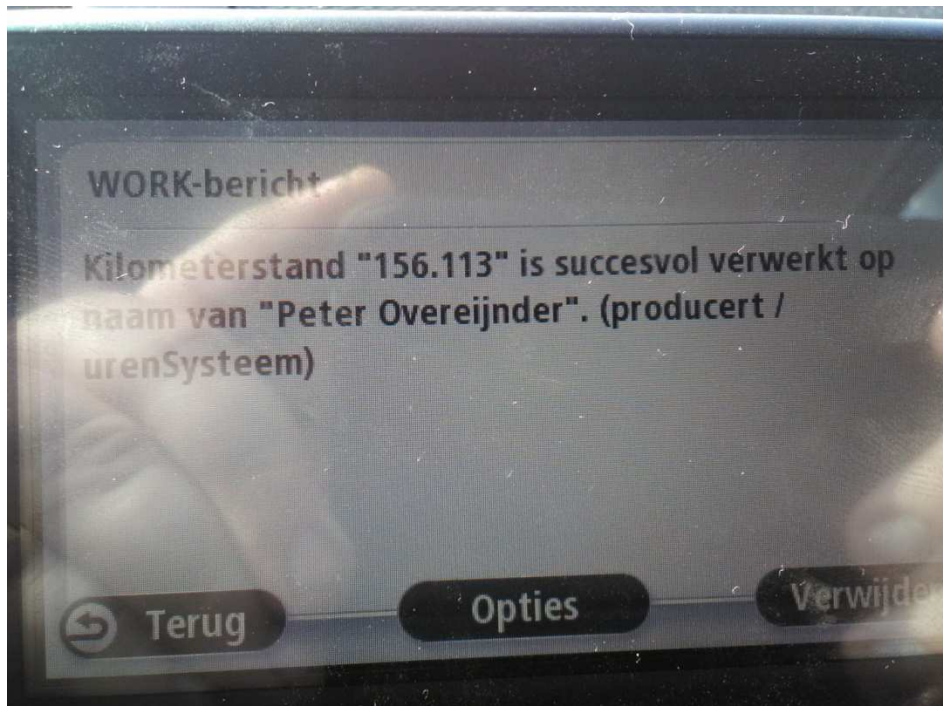 WORK-bericht
Kilometerstand "156.113" is succesvol verwerkt op
naam van "Peter Overeijnder". (producert /
urenSysteem)
Terug
Opties
Verwijder